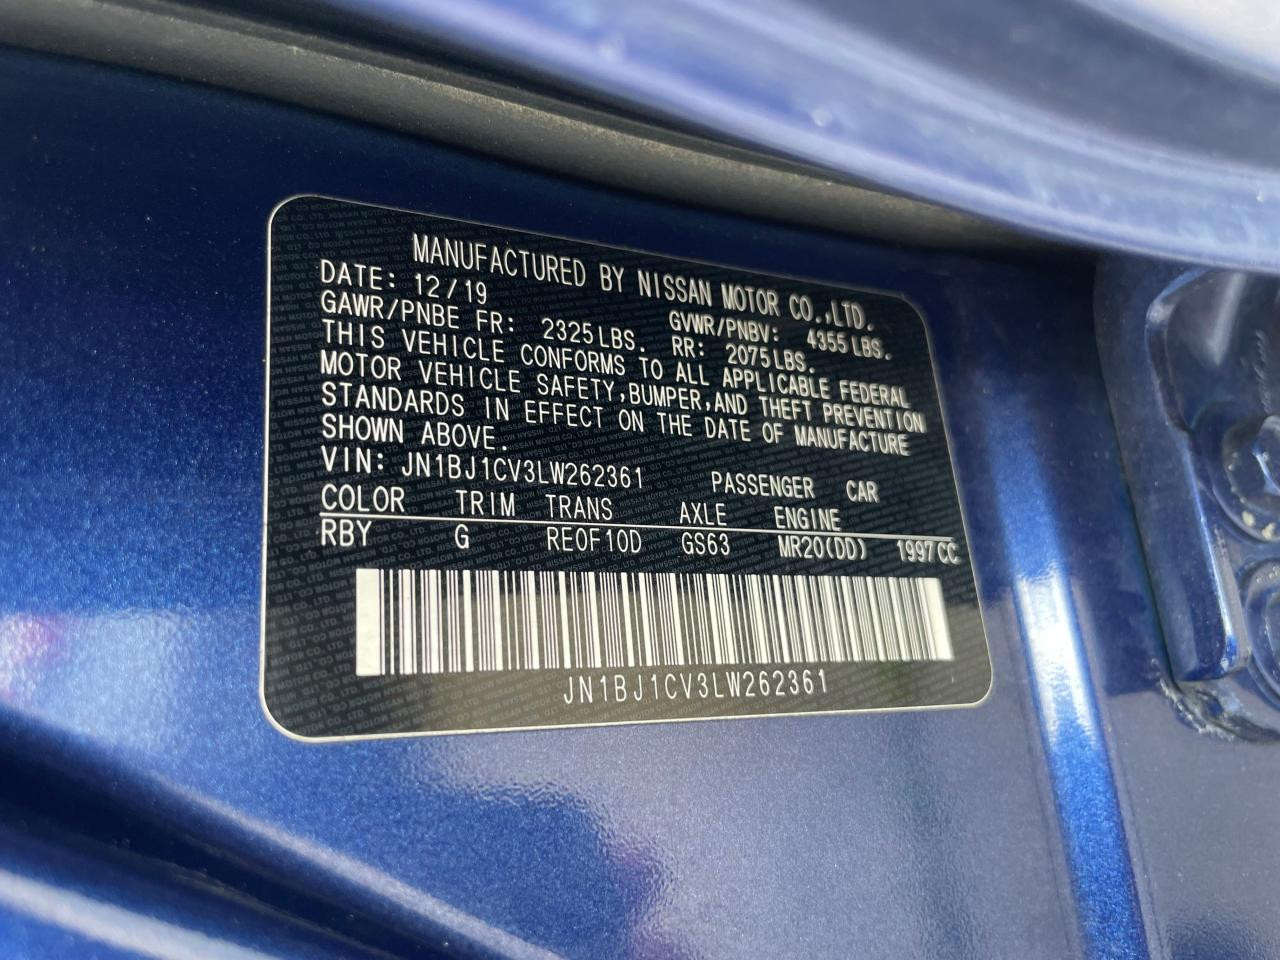 MANUFACTURED BY NISSAN MOTOR CO.,LTD.
DATE: 12/19 GVWR/PNBV: 4355LBS.
GAWR/PNBE FR: 2325LBS. RR: 2075LBS.
THIS VEHICLE CONFORMS TO ALL APPLICABLE FEDERAL
MOTOR VEHICLE SAFETY,BUMPER,AND THEFT PREVENTION
STANDARDS IN EFFECT ON THE DATE OF MANUFACTURE
SHOWN ABOVE.
VIN: JN1BJ1CV3LW262361 PASSENGER CAR
COLOR TRIM TRANS AXLE ENGINE
RBY G REOF10D GS63 MR20(DD) 1997CC
JN1BJ1CV3LW262361